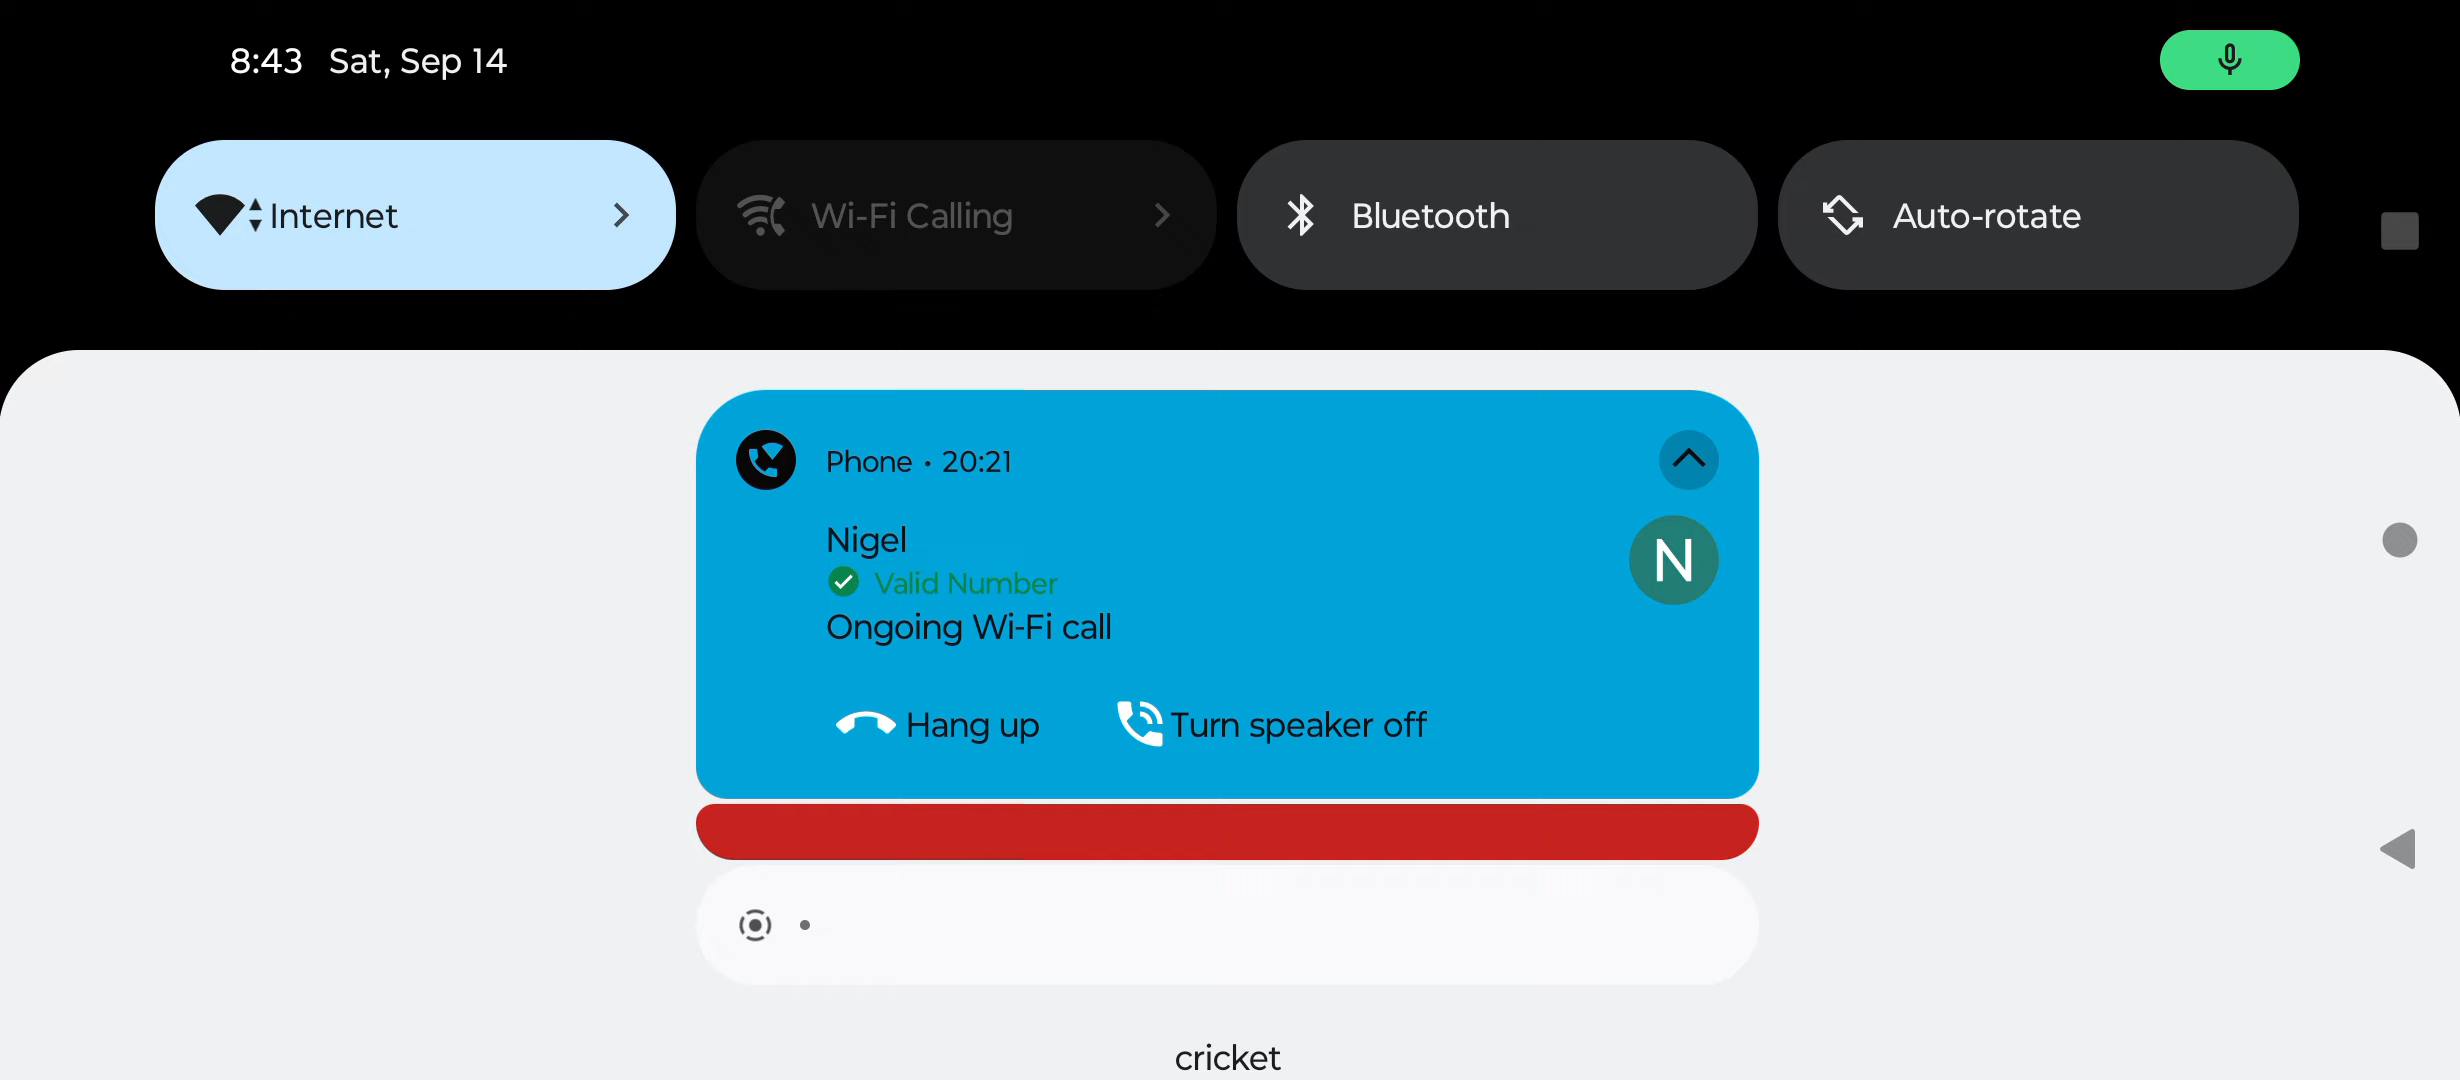 8:43 Sat, Sep 14
Internet
Wi-Fi Calling
Bluetooth
Auto-rotate
Phone • 20:21
Nigel
N
Valid Number
Ongoing Wi-Fi call
Hang up
Turn speaker off
cricket